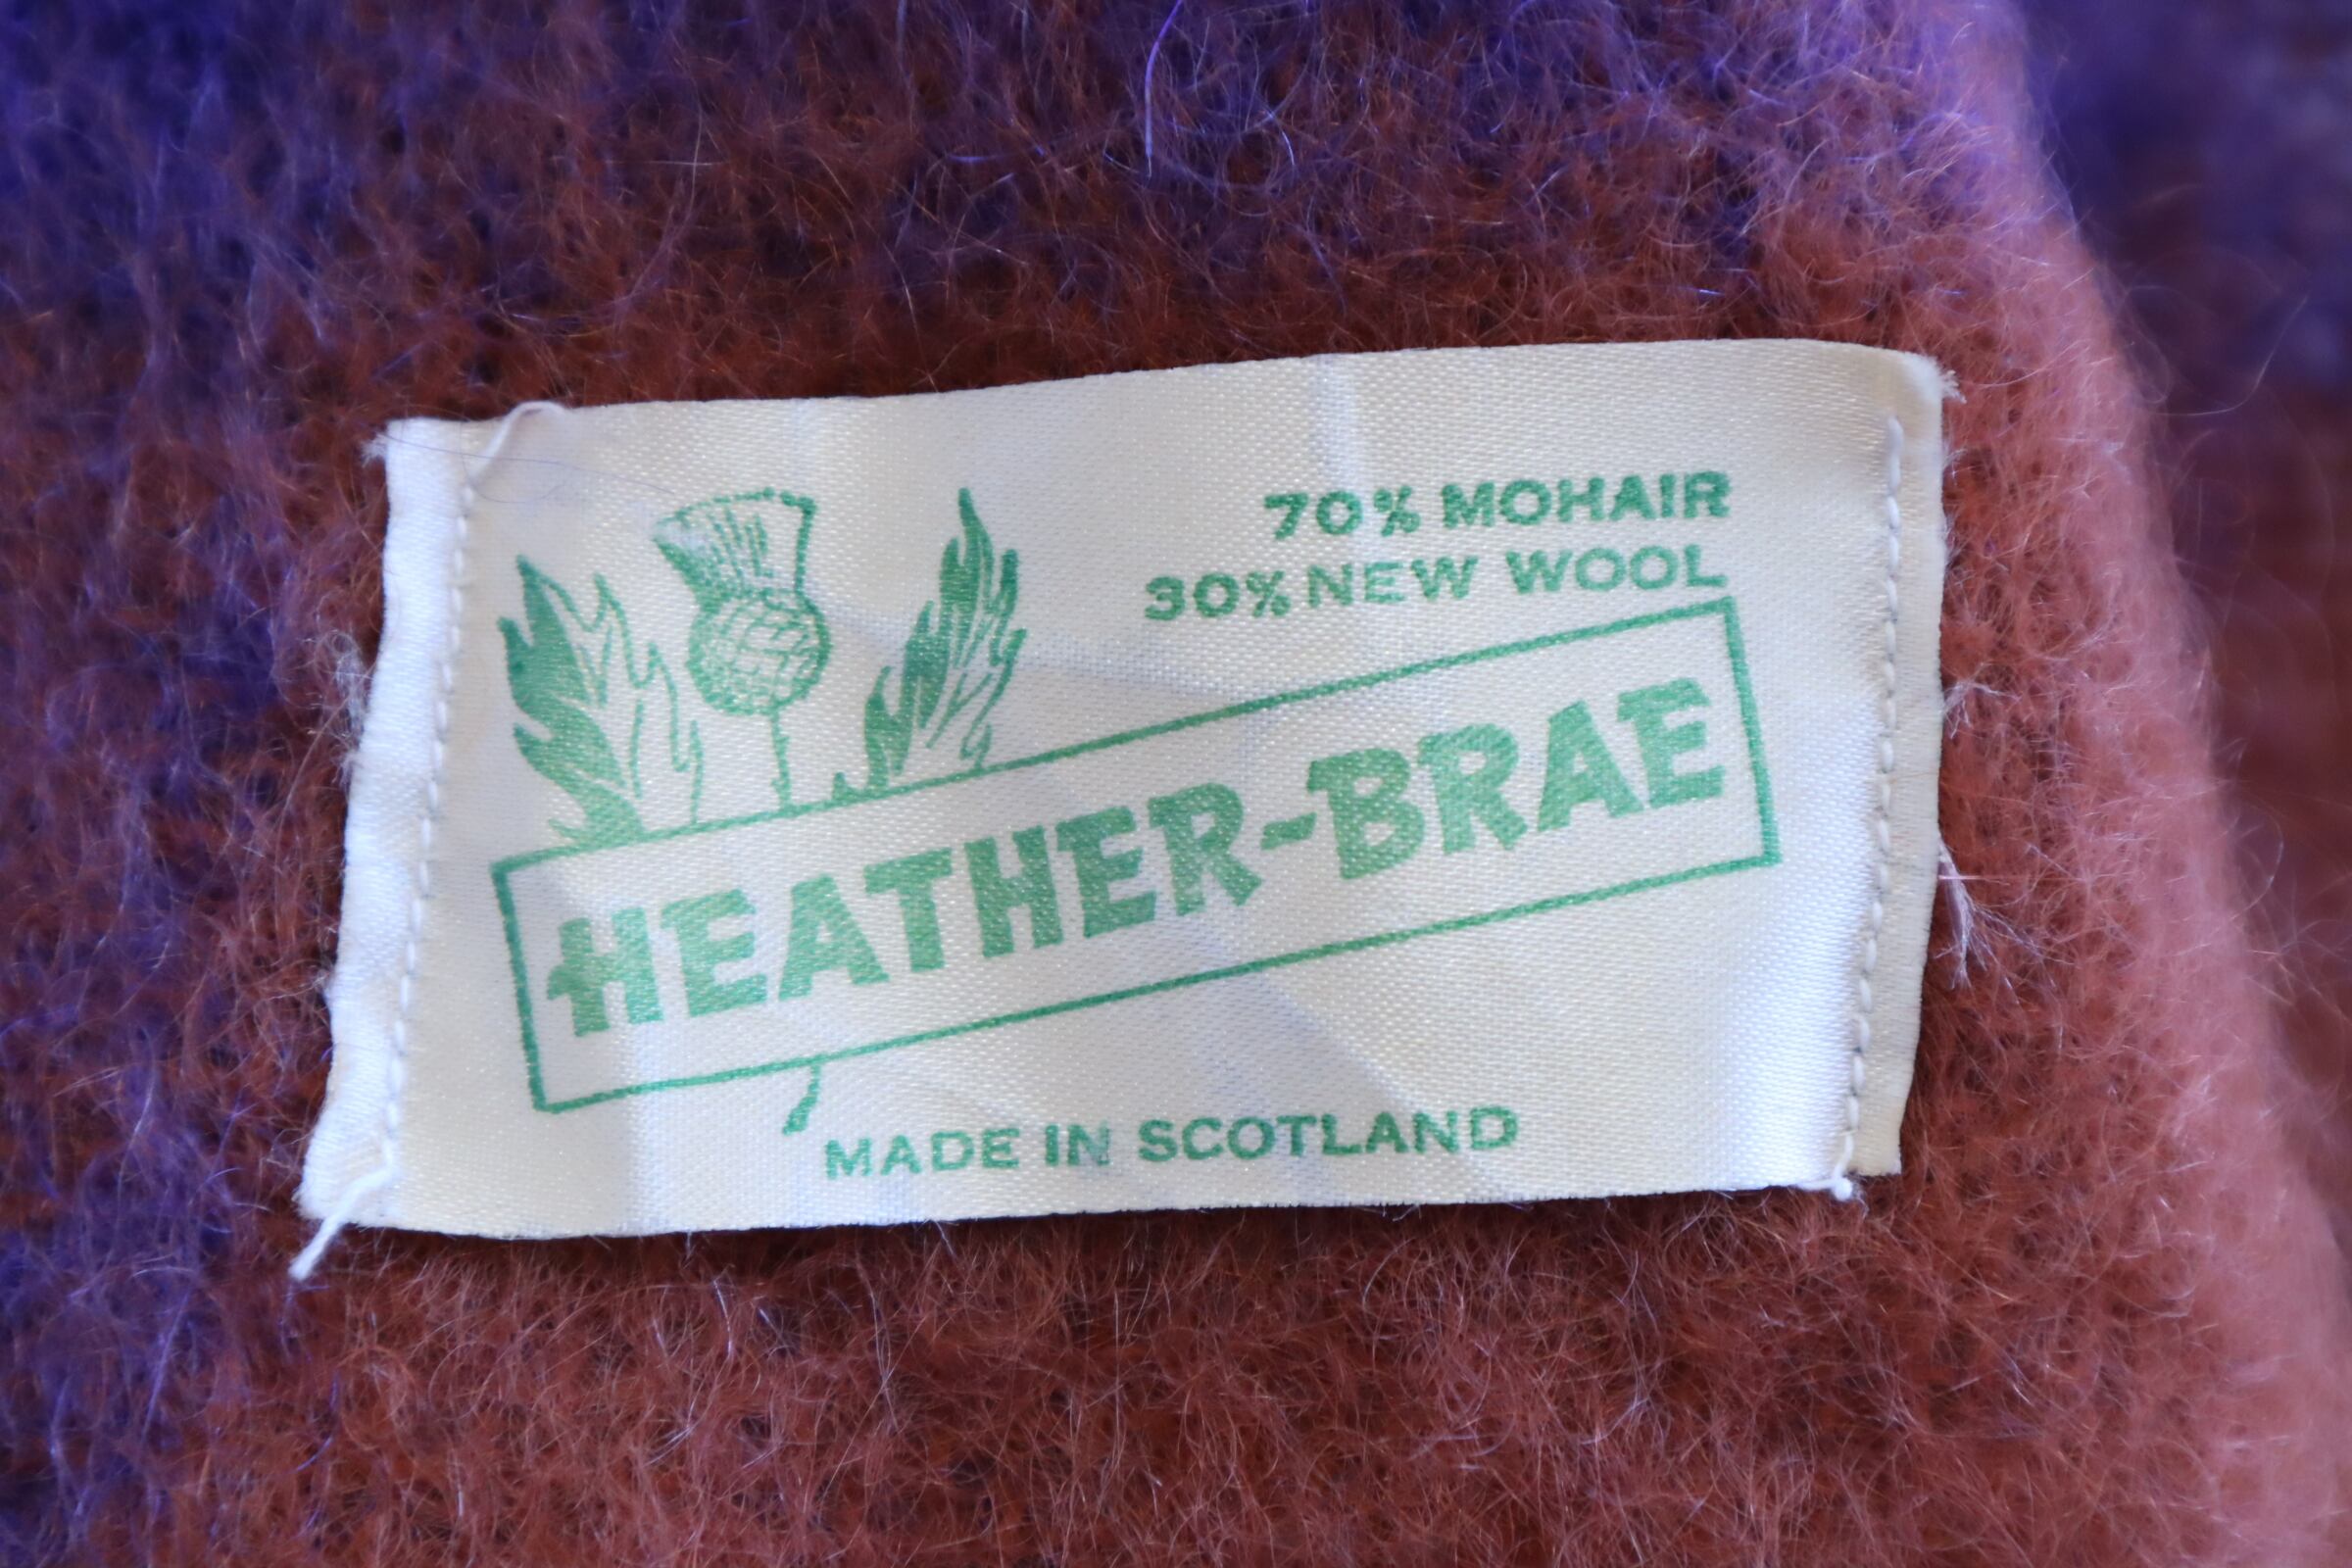 70% MOHAIR
30% NEW WOOL
HEATHER-BRAE
MADE IN SCOTLAND